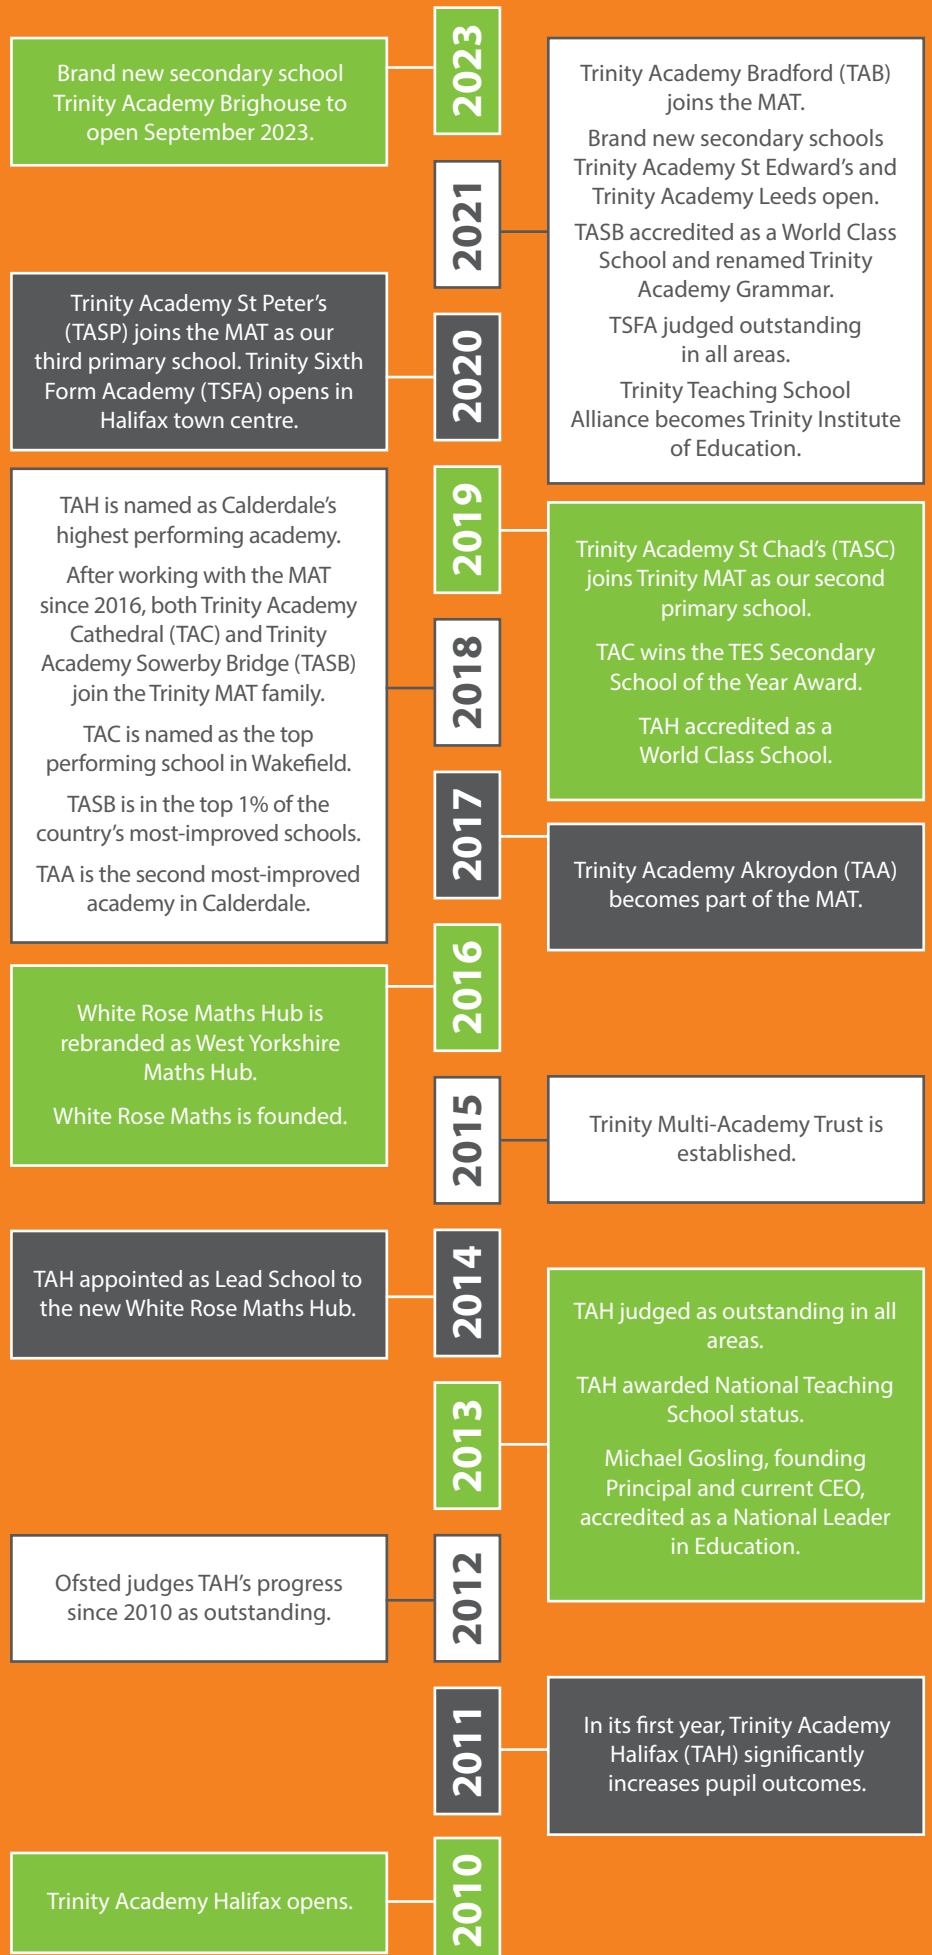 2023
Brand new secondary school
Trinity Academy Brighouse to
open September 2023.
2021
Trinity Academy Bradford (TAB)
joins the MAT.
Brand new secondary schools
Trinity Academy St Edward’s and
Trinity Academy Leeds open.
TASB accredited as a World Class
School and renamed Trinity
Academy Grammar.
TSFA judged outstanding
in all areas.
Trinity Teaching School
Alliance becomes Trinity Institute
of Education.
2020
Trinity Academy St Peter’s
(TASP) joins the MAT as our
third primary school. Trinity Sixth
Form Academy (TSFA) opens in
Halifax town centre.
2019
Trinity Academy St Chad’s (TASC)
joins Trinity MAT as our second
primary school.
TAC wins the TES Secondary
School of the Year Award.
TAH accredited as a
World Class School.
2018
TAH is named as Calderdale’s
highest performing academy.
After working with the MAT
since 2016, both Trinity Academy
Cathedral (TAC) and Trinity
Academy Sowerby Bridge (TASB)
join the Trinity MAT family.
TAC is named as the top
performing school in Wakefield.
TASB is in the top 1% of the
country’s most-improved schools.
TAA is the second most-improved
academy in Calderdale.
2017
Trinity Academy Akroydon (TAA)
becomes part of the MAT.
2016
White Rose Maths Hub is
rebranded as West Yorkshire
Maths Hub.
White Rose Maths is founded.
2015
Trinity Multi-Academy Trust is
established.
2014
TAH appointed as Lead School to
the new White Rose Maths Hub.
2013
TAH judged as outstanding in all
areas.
TAH awarded National Teaching
School status.
Michael Gosling, founding
Principal and current CEO,
accredited as a National Leader
in Education.
2012
Ofsted judges TAH’s progress
since 2010 as outstanding.
2011
In its first year, Trinity Academy
Halifax (TAH) significantly
increases pupil outcomes.
2010
Trinity Academy Halifax opens.